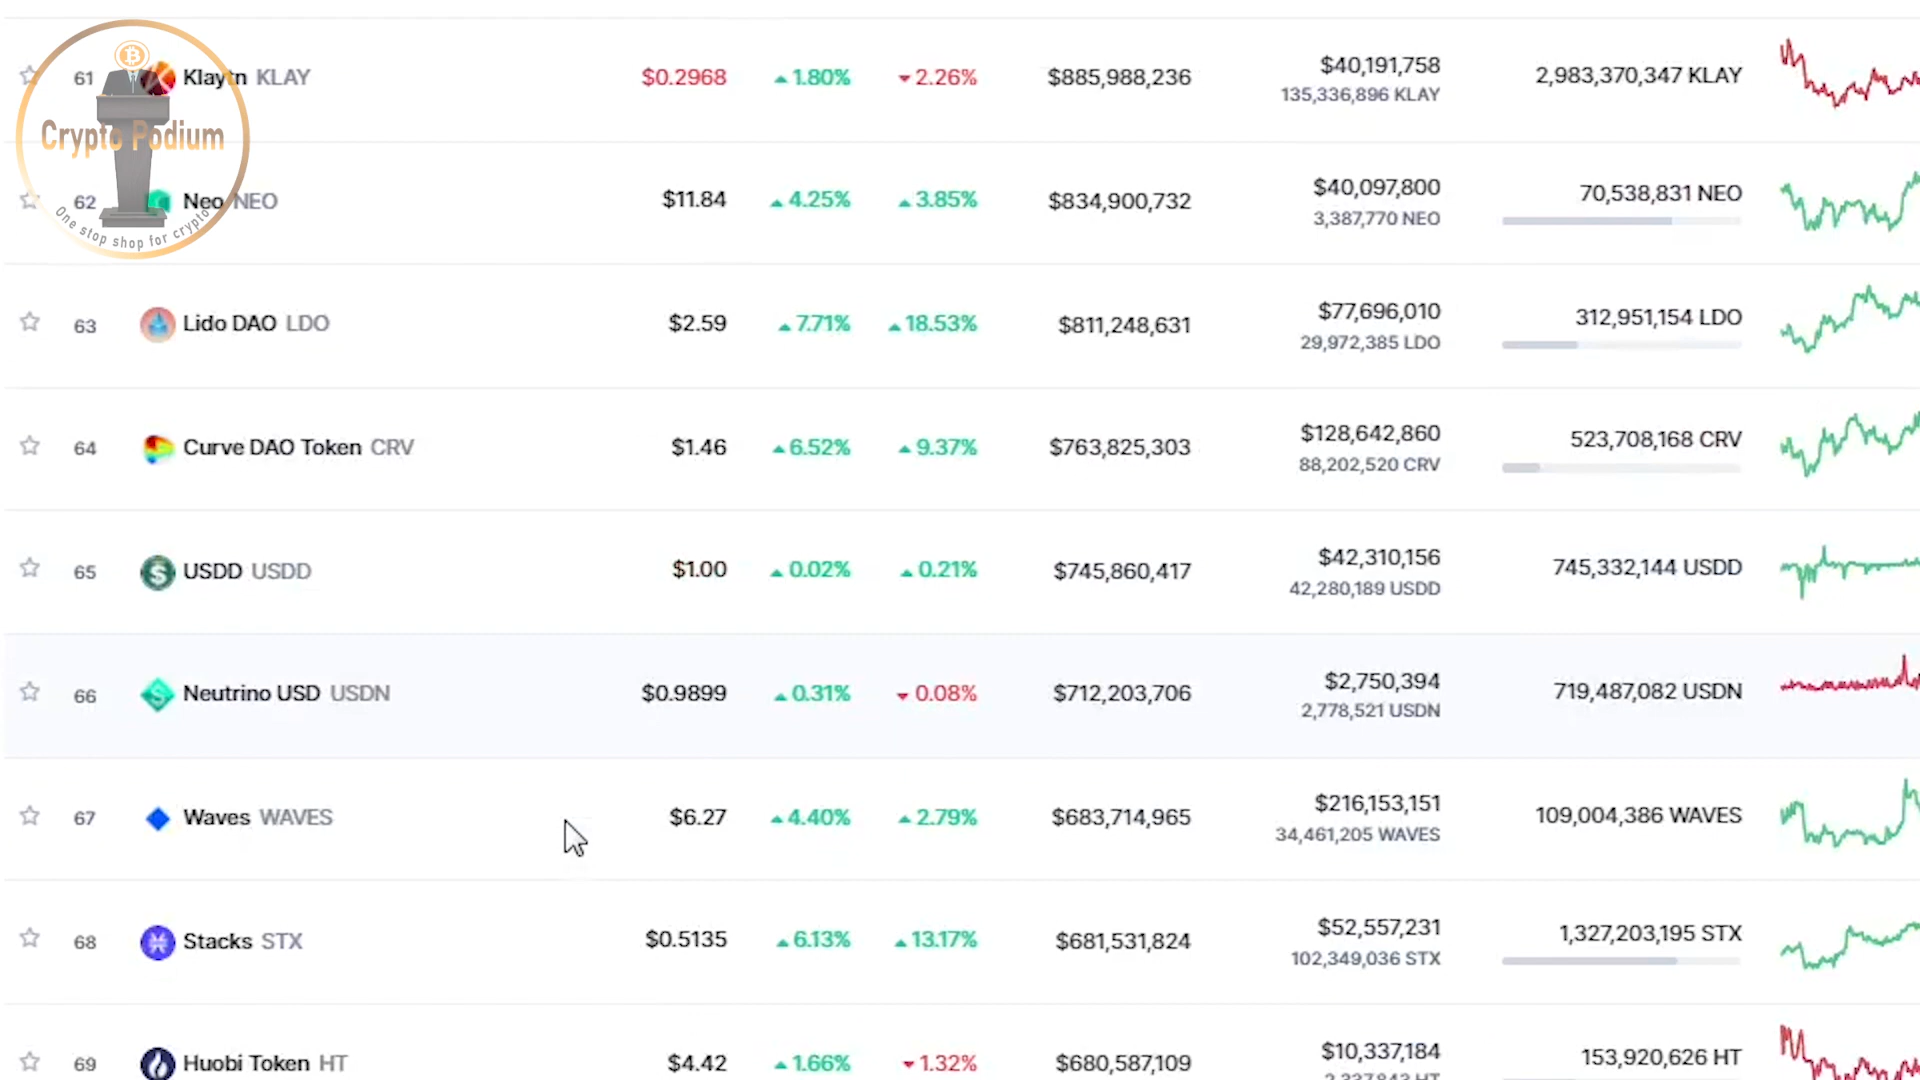 Crypto Podium
One stop shop for crypto
61 Klaytn KLAY $0.2968 1.80% 2.26% $885,988,236 $40,191,758 2,983,370,347 KLAY
135,336,896 KLAY
62 Neo NEO $11.84 4.25% 3.85% $834,900,732 $40,097,800 70,538,831 NEO
3,387,770 NEO
63 Lido DAO LDO $2.59 7.71% 18.53% $811,248,631 $77,696,010 312,951,154 LDO
29,972,385 LDO
64 Curve DAO Token CRV $1.46 6.52% 9.37% $763,825,303 $128,642,860 523,708,168 CRV
88,202,520 CRV
65 USDD USDD $1.00 0.02% 0.21% $745,860,417 $42,310,156 745,332,144 USDD
42,280,189 USDD
66 Neutrino USD USDN $0.9899 0.31% 0.08% $712,203,706 $2,750,394 719,487,082 USDN
2,778,521 USDN
67 Waves WAVES $6.27 4.40% 2.79% $683,714,965 $216,153,151 109,004,386 WAVES
34,461,205 WAVES
68 Stacks STX $0.5135 6.13% 13.17% $681,531,824 $52,557,231 1,327,203,195 STX
102,349,036 STX
69 Huobi Token HT $4.42 1.66% 1.32% $680,587,109 $10,337,184 153,920,626 HT